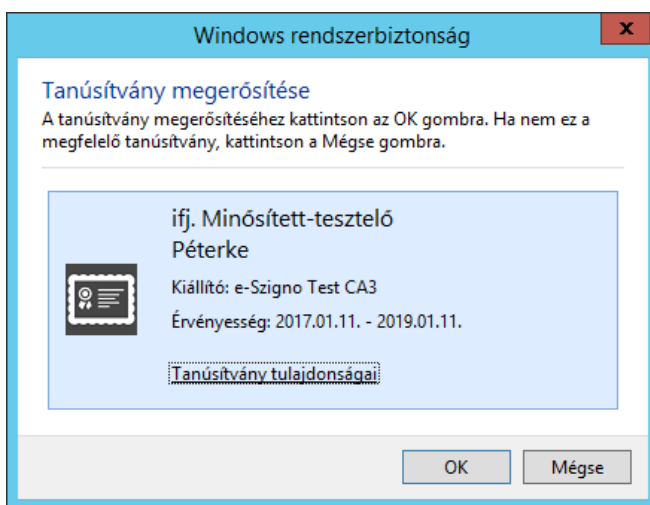 Windows rendszerbiztonság
Tanúsítvány megerősítése
A tanúsítvány megerősítéséhez kattintson az OK gombra. Ha nem ez a
megfelelő tanúsítvány, kattintson a Mégse gombra.
ifj. Minősített-tesztelő
Péterke
Kiállító: e-Szigno Test CA3
Érvényesség: 2017.01.11. - 2019.01.11.
Tanúsítvány tulajdonságai
OK
Mégse